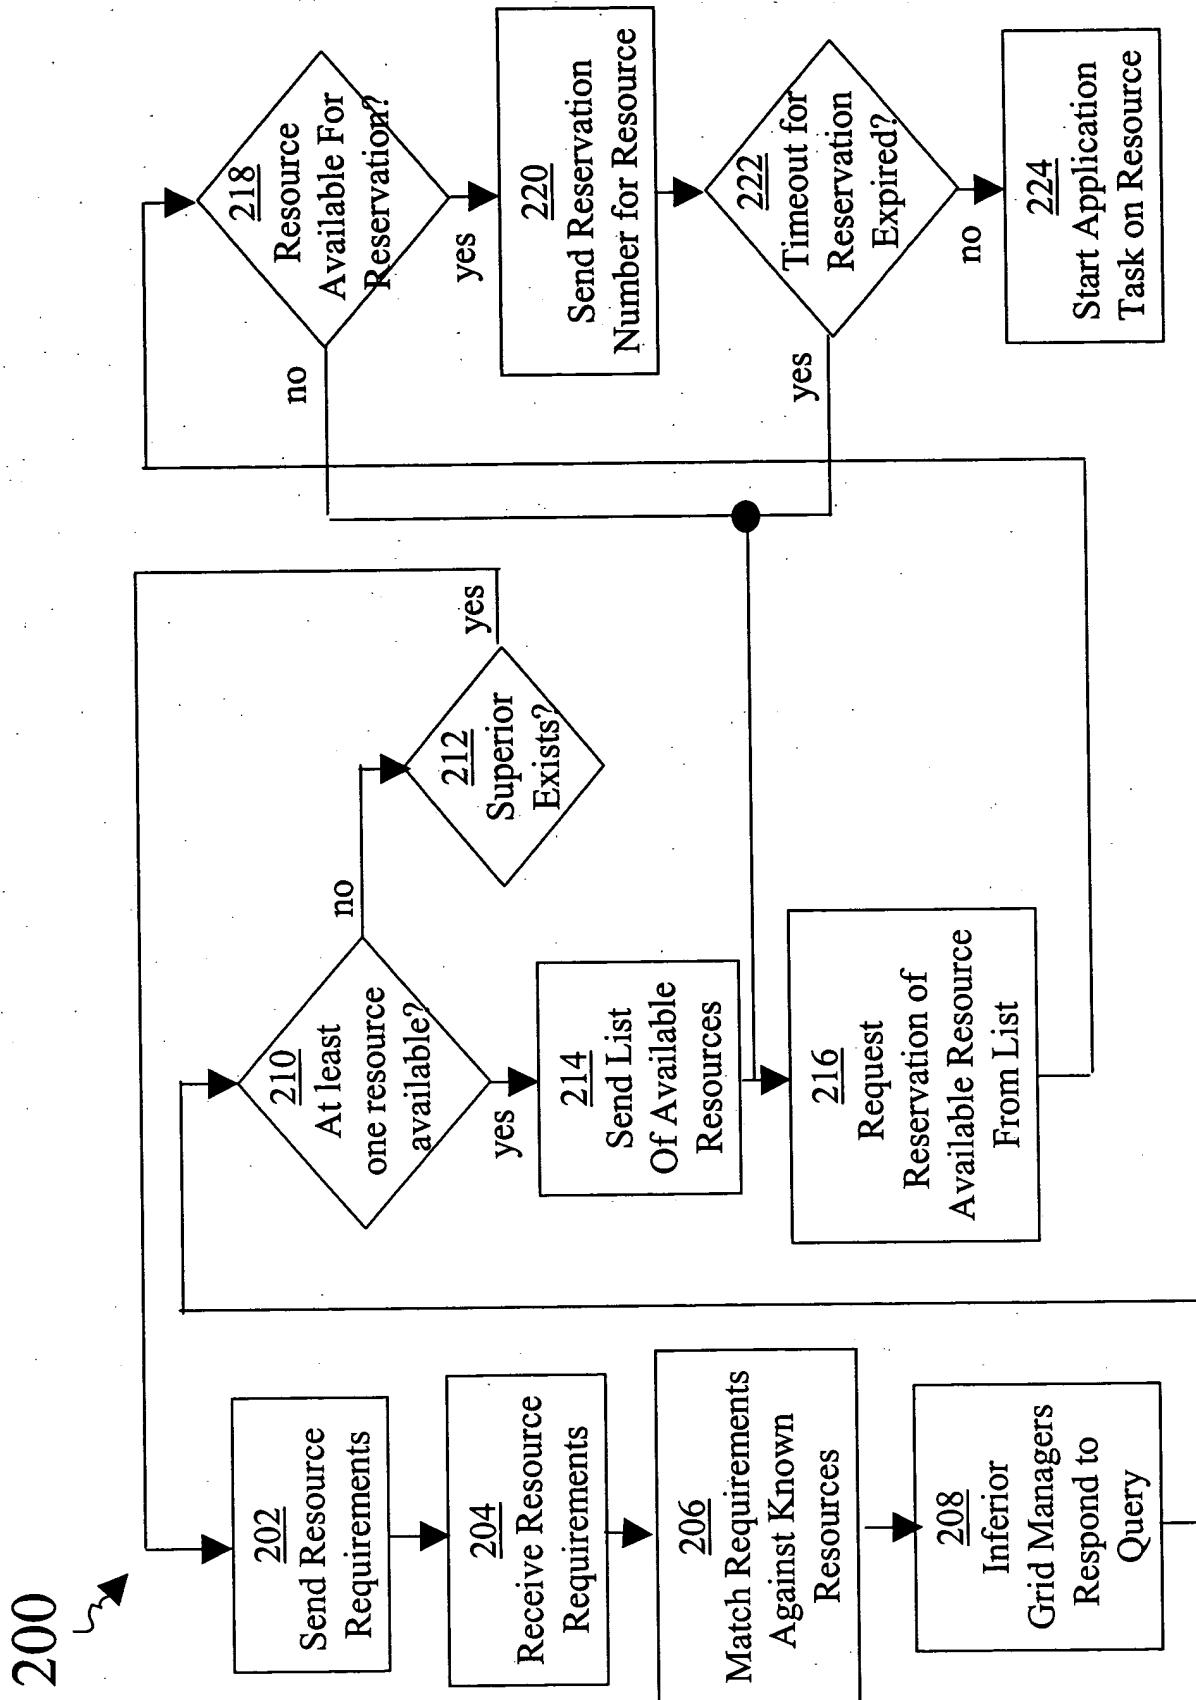 200
202
Send Resource
Requirements
204
Receive Resource
Requirements
206
Match Requirements
Against Known
Resources
208
Inferior
Grid Managers
Respond to
Query
210
At least
one resource
available?
no
yes
212
Superior
Exists?
yes
214
Send List
Of Available
Resources
216
Request
Reservation of
Available Resource
From List
218
Resource
Available For
Reservation?
no
yes
220
Send Reservation
Number for Resource
222
Timeout for
Reservation
Expired?
yes
no
224
Start Application
Task on Resource